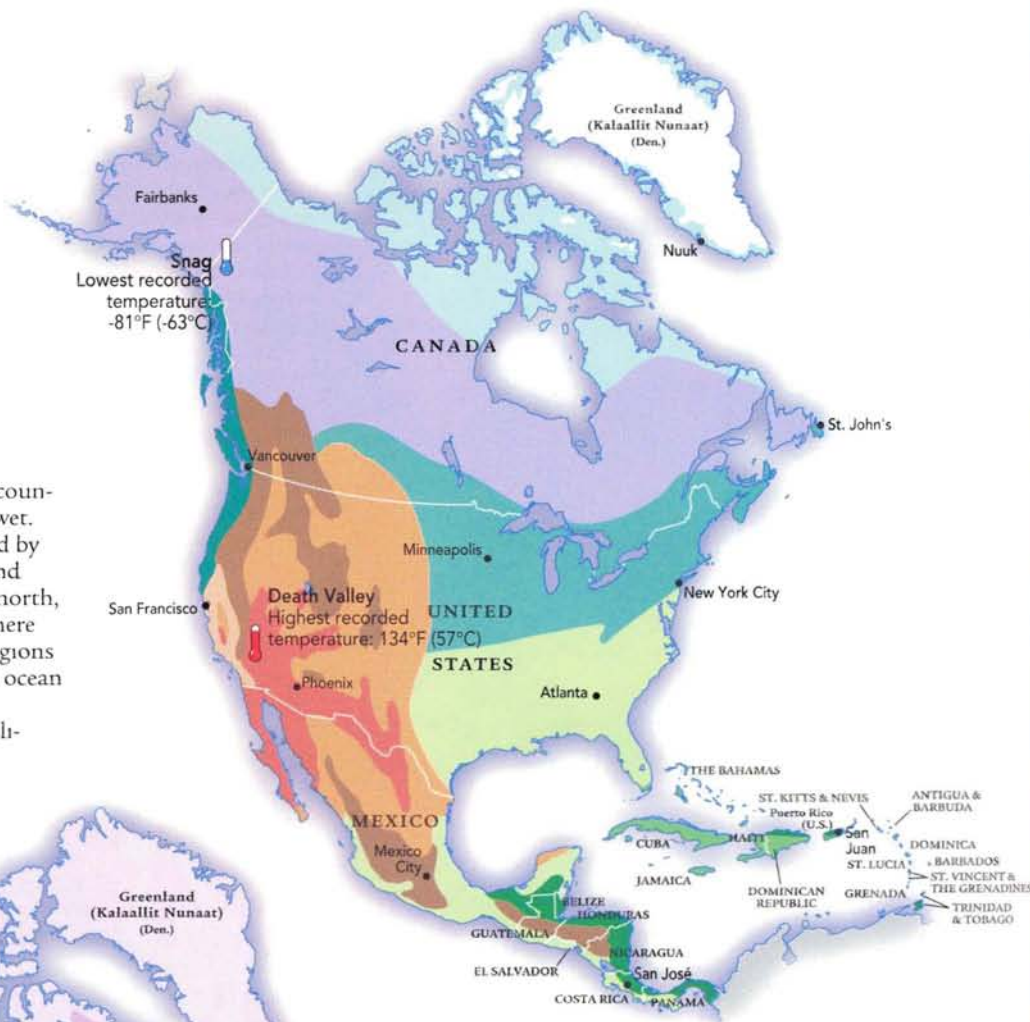 Greenland
(Kalaallit Nunaat)
(Den.)
Fairbanks
Nuuk
Snag
Lowest recorded
temperature:
-81°F (-63°C)
CANADA
St. John's
Vancouver
coun-
wet.
d by
nd
north,
here
gions
ocean
li-
Minneapolis
New York City
San Francisco
Death Valley
Highest recorded
temperature: 134°F (57°C)
UNITED
STATES
Phoenix
Atlanta
THE BAHAMAS
ST. KITTS & NEVIS
ANTIGUA &
BARBUDA
Puerto Rico
(U.S.)
San
Juan
MEXICO
Mexico
City
CUBA
HAITI
DOMINICA
ST. LUCIA
BARBADOS
JAMAICA
ST. VINCENT &
THE GRENADINES
DOMINICAN
REPUBLIC
GRENADA
TRINIDAD
& TOBAGO
BELIZE
HONDURAS
GUATEMALA
NICARAGUA
EL SALVADOR
San José
COSTA RICA
PANAMA
Greenland
(Kalaallit Nunaat)
(Den.)